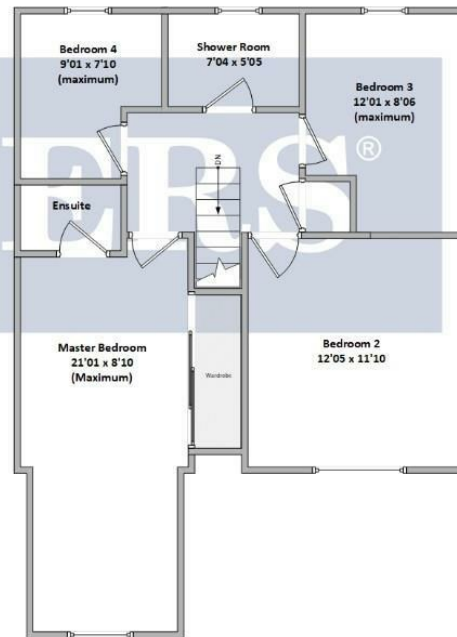 Bedroom 4
9'01 x 7'10
(maximum)
Shower Room
7'04 x 5'05
Bedroom 3
12'01 x 8'06
(maximum)
ERS®
DN
Ensuite
Master Bedroom
21'01 x 8'10
(Maximum)
Wardrobe
Bedroom 2
12'05 x 11'10